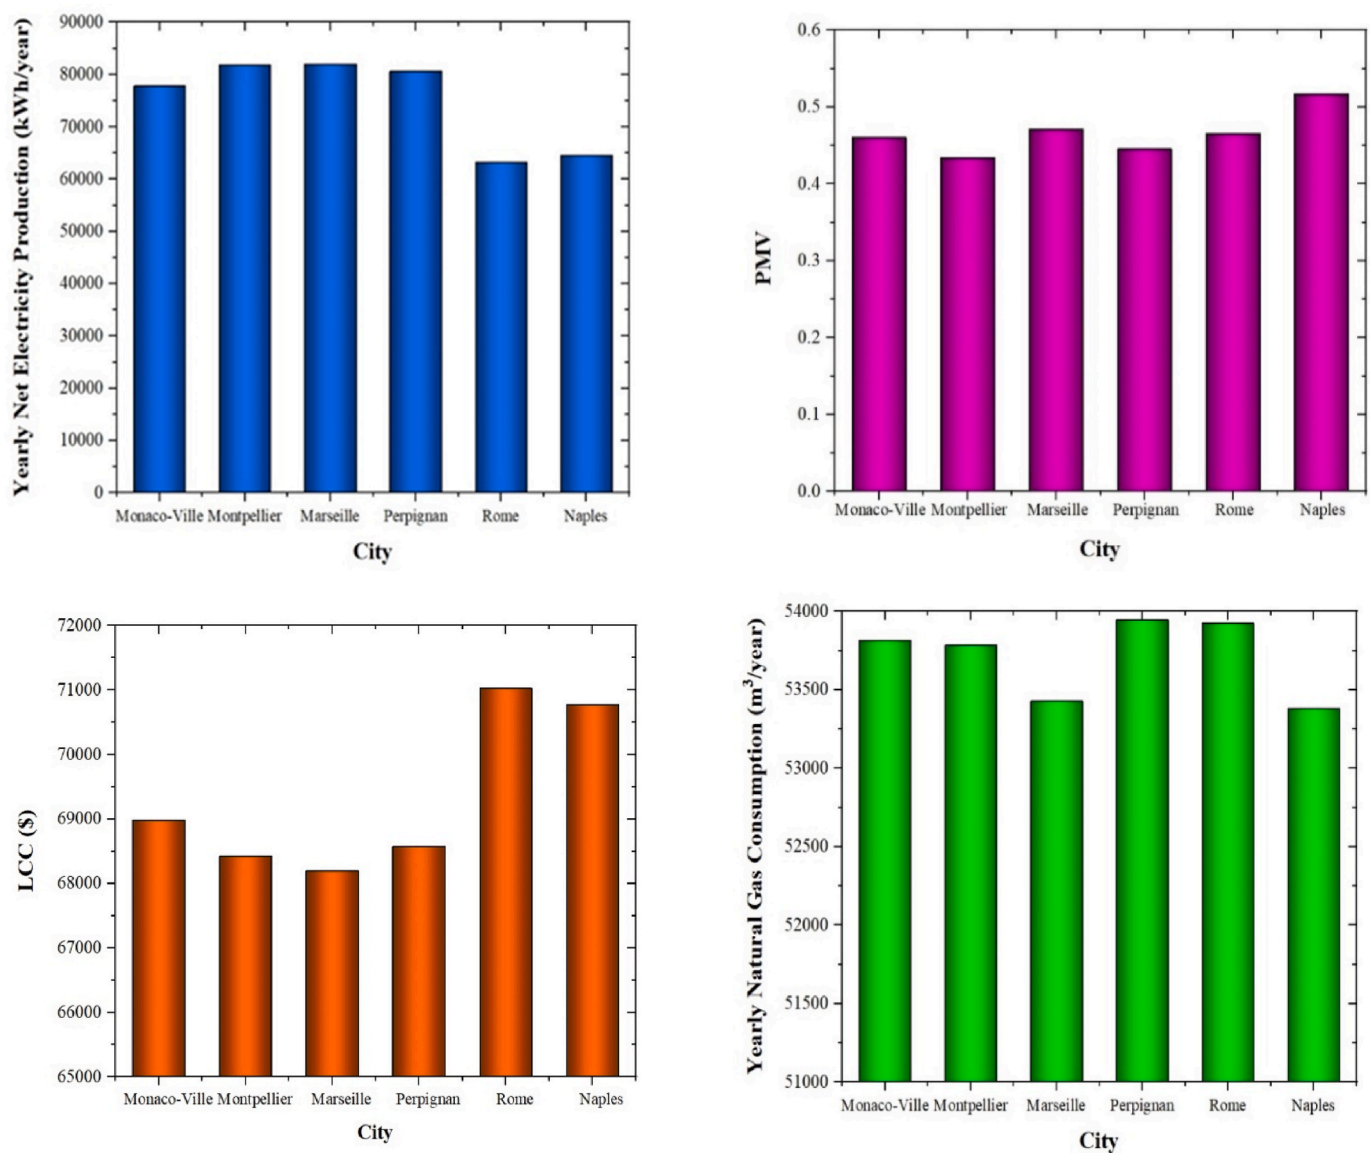 Yearly Net Electricity Production (kWh/year)
90000
80000
70000
60000
50000
40000
30000
20000
10000
0
Monaco-Ville Montpellier Marseille Perpignan Rome Naples
City
PMV
0.6
0.5
0.4
0.3
0.2
0.1
0.0
Monaco-Ville Montpellier Marseille Perpignan Rome Naples
City
LCC ($)
72000
71000
70000
69000
68000
67000
66000
65000
Monaco-Ville Montpellier Marseille Perpignan Rome Naples
City
Yearly Natural Gas Consumption (m³/year)
54000
53500
53000
52500
52000
51500
51000
Monaco-Ville Montpellier Marseille Perpignan Rome Naples
City